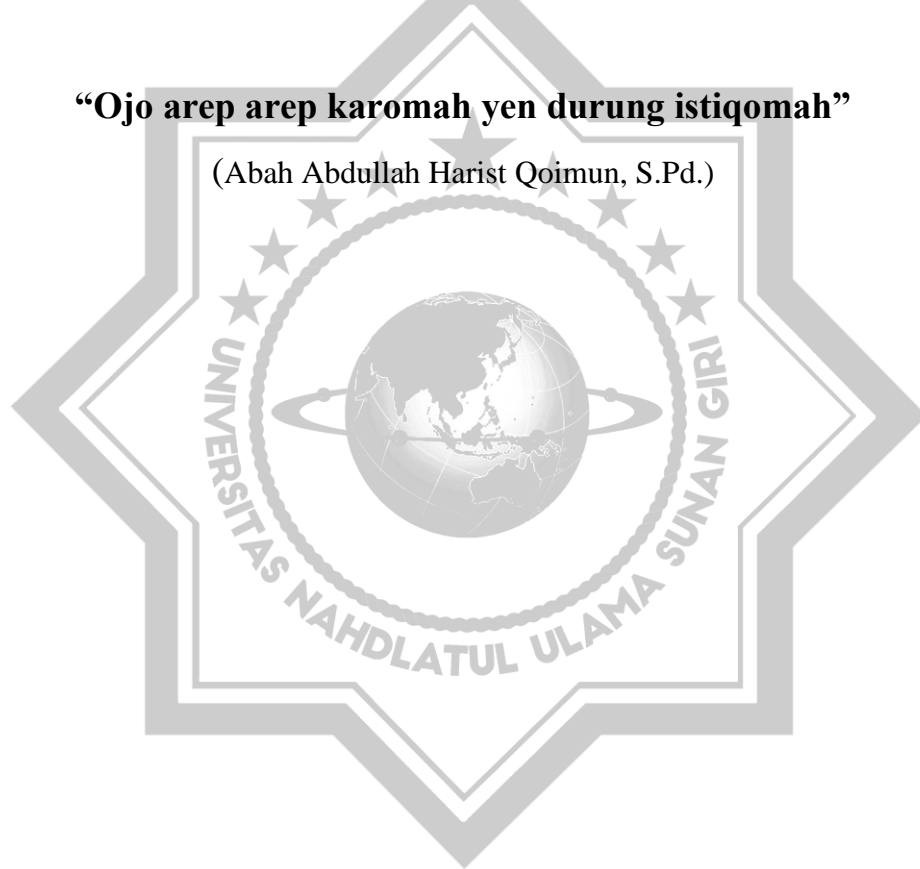 “Ojo arep arep karomah yen durung istiqomah”
(Abah Abdullah Harist Qoimun, S.Pd.)
UNIVERSITAS NAHDLATUL ULAMA SUNAN GIRI